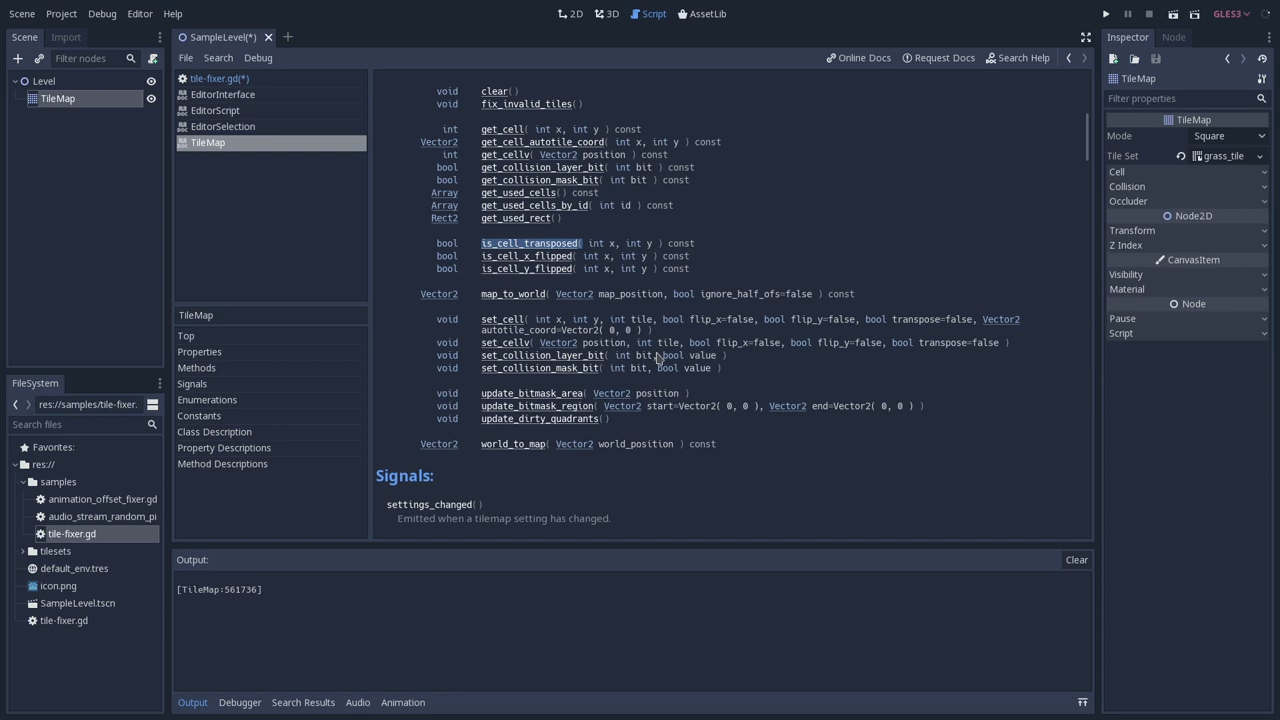 Scene Project Debug Editor Help
2D 3D Script AssetLib
GLES3
Scene Import
Filter nodes
Level
TileMap
FileSystem
res://samples/tile-fixer.
Search files
Favorites:
res://
samples
animation_offset_fixer.gd
audio_stream_random_pi
tile-fixer.gd
tilesets
default_env.tres
icon.png
SampleLevel.tscn
tile-fixer.gd
SampleLevel(*)
File Search Debug
Online Docs Request Docs Search Help
tile-fixer.gd(*)
EditorInterface
EditorScript
EditorSelection
TileMap
TileMap
Top
Properties
Methods
Signals
Enumerations
Constants
Class Description
Property Descriptions
Method Descriptions
void clear()
void fix_invalid_tiles()
int get_cell( int x, int y ) const
Vector2 get_cell_autotile_coord( int x, int y ) const
int get_cellv( Vector2 position ) const
bool get_collision_layer_bit( int bit ) const
bool get_collision_mask_bit( int bit ) const
Array get_used_cells() const
Array get_used_cells_by_id( int id ) const
Rect2 get_used_rect()
bool is_cell_transposed( int x, int y ) const
bool is_cell_x_flipped( int x, int y ) const
bool is_cell_y_flipped( int x, int y ) const
Vector2 map_to_world( Vector2 map_position, bool ignore_half_ofs=false ) const
void set_cell( int x, int y, int tile, bool flip_x=false, bool flip_y=false, bool transpose=false, Vector2
autotile_coord=Vector2( 0, 0 ) )
void set_cellv( Vector2 position, int tile, bool flip_x=false, bool flip_y=false, bool transpose=false )
void set_collision_layer_bit( int bit, bool value )
void set_collision_mask_bit( int bit, bool value )
void update_bitmask_area( Vector2 position )
void update_bitmask_region( Vector2 start=Vector2( 0, 0 ), Vector2 end=Vector2( 0, 0 ) )
void update_dirty_quadrants()
Vector2 world_to_map( Vector2 world_position ) const
Signals:
settings_changed()
Emitted when a tilemap setting has changed.
Output:
Clear
[TileMap:561736]
Output Debugger Search Results Audio Animation
Inspector Node
TileMap
Filter properties
TileMap
Mode Square
Tile Set grass_tile
Cell
Collision
Occluder
Node2D
Transform
Z Index
CanvasItem
Visibility
Material
Node
Pause
Script